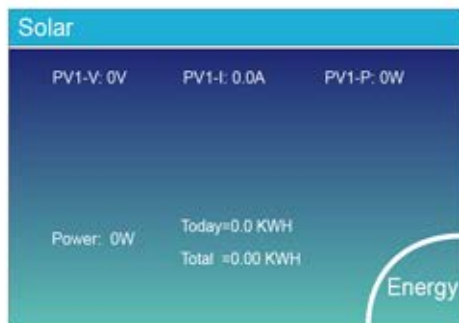 Solar
PV1-V: 0V PV1-I: 0.0A PV1-P: 0W
Today=0.0 KWH
Power: 0W
Total =0.00 KWH
Energy